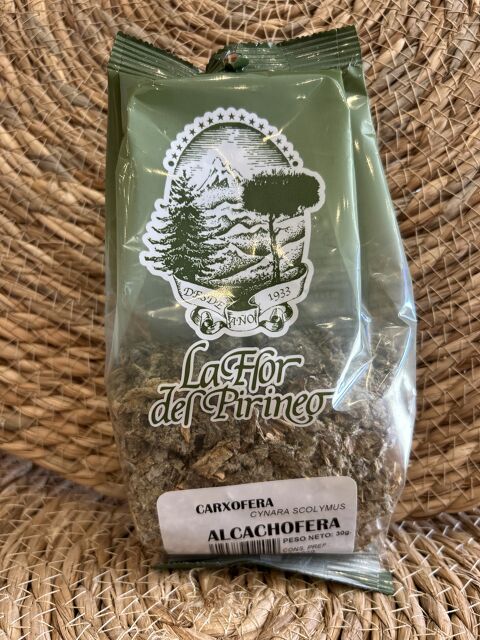 DESDE
AÑO
1933
La Flor
del Pirineo
CARXOFERA
CYNARA SCOLYMUS
ALCACHOFERA
PESO NETO: 30g.
CONS. PREF